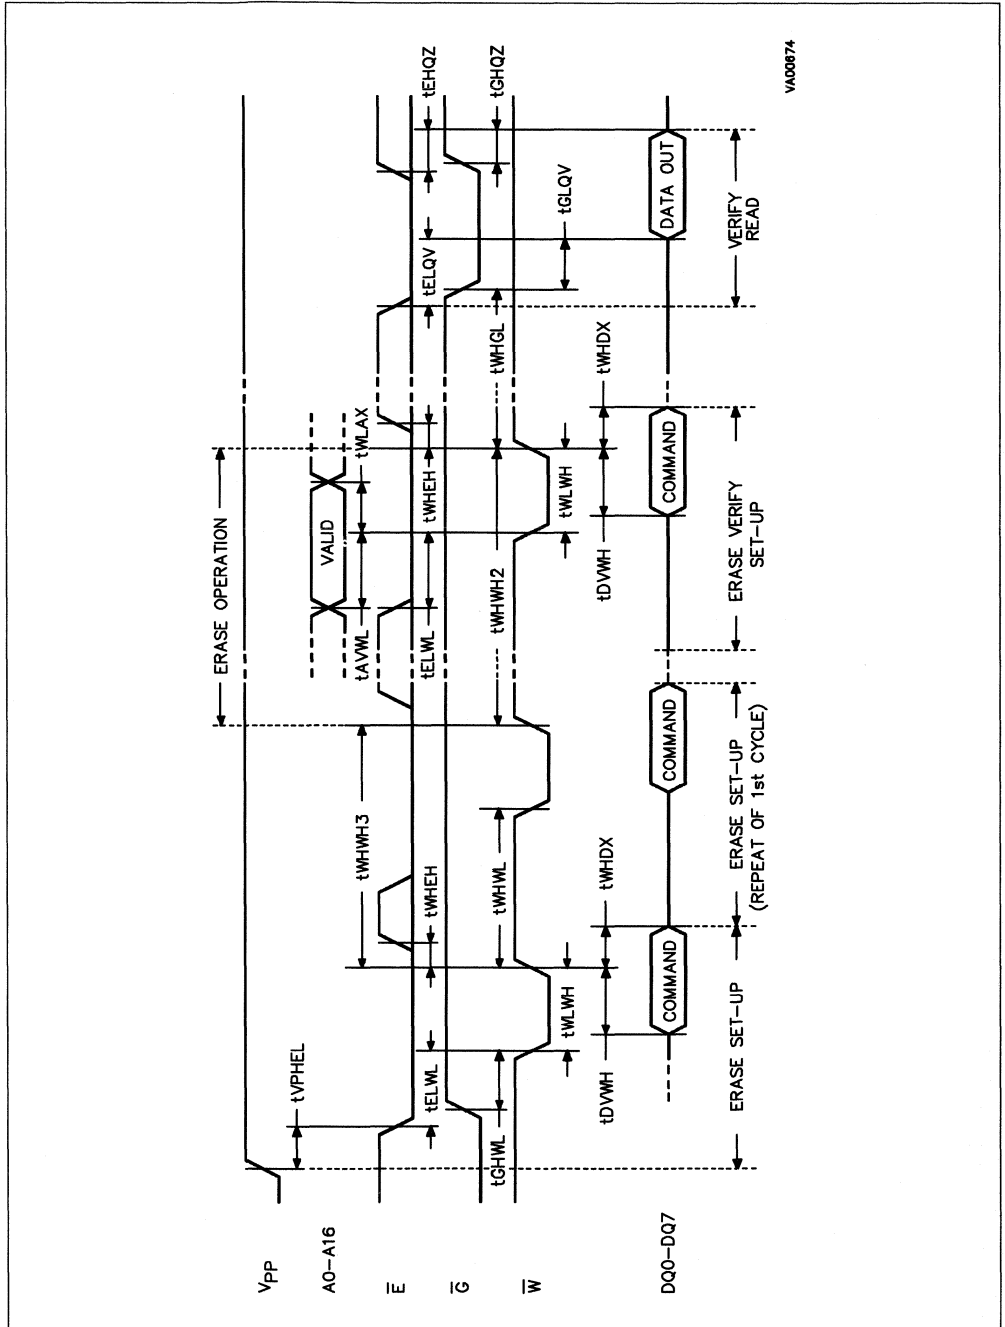 VPP
tVPHEL
ERASE OPERATION
A0-A16
VALID
tWHWH3
tAVWL
tWLAX
E
tELWL
tWHEH
tELWL
tWHEH
tELQV
tEHQZ
G
tGHWL
tWHWL
tWHWH2
tWHGL
tGHQZ
W
tWLWH
tWLWH
tGLQV
tDVWH
tWHDX
tDVWH
tWHDX
DQ0-DQ7
COMMAND
COMMAND
COMMAND
DATA OUT
ERASE SET-UP
ERASE SET-UP
(REPEAT OF 1st CYCLE)
ERASE VERIFY
SET-UP
VERIFY
READ
VA00674